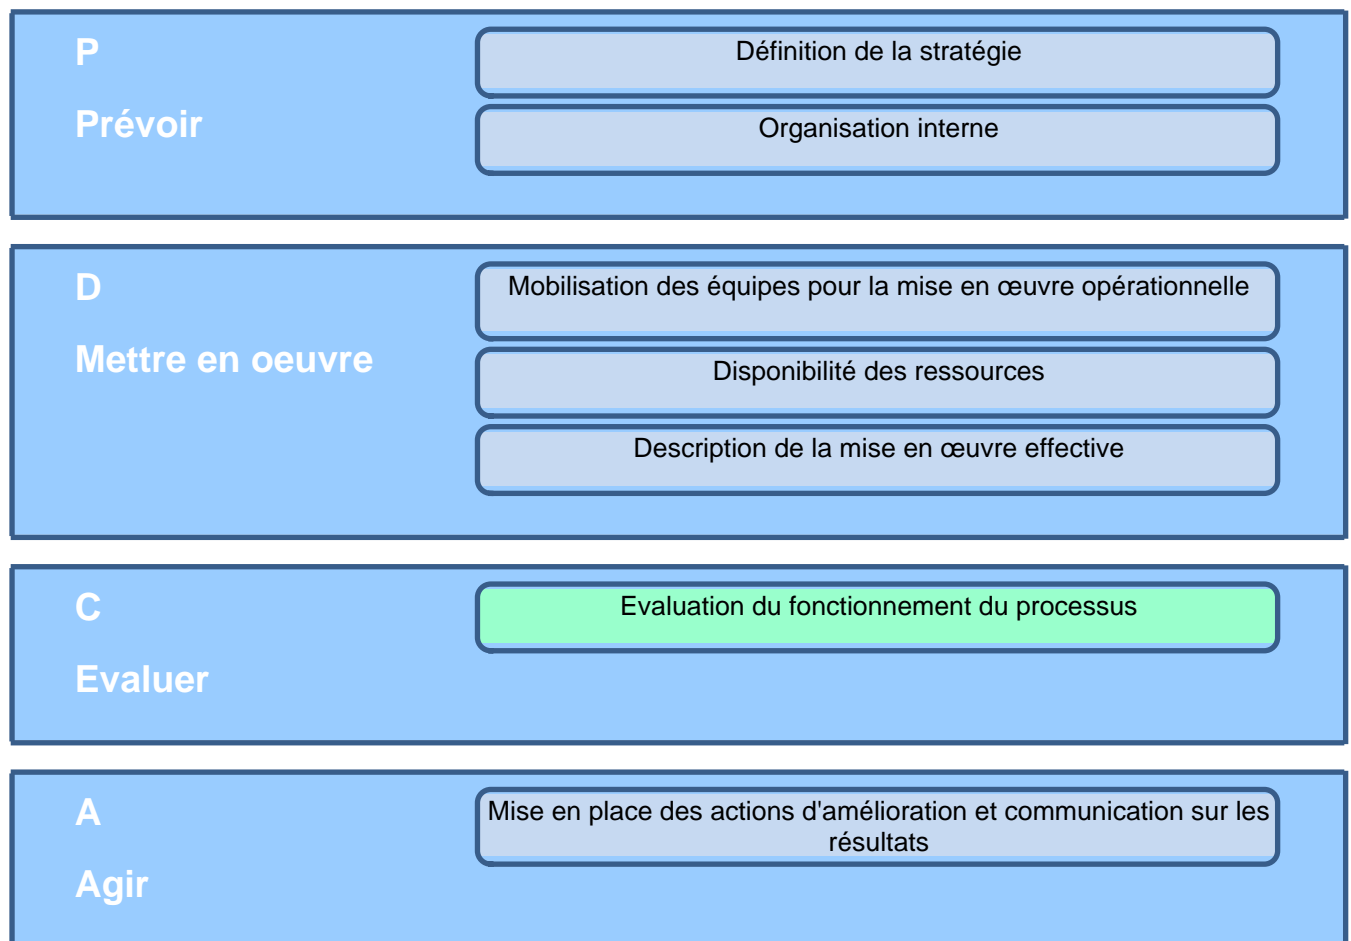 P
Définition de la stratégie
Prévoir
Organisation interne
D
Mobilisation des équipes pour la mise en œuvre opérationnelle
Mettre en oeuvre
Disponibilité des ressources
Description de la mise en œuvre effective
C
Evaluation du fonctionnement du processus
Evaluer
A
Mise en place des actions d'amélioration et communication sur les
résultats
Agir